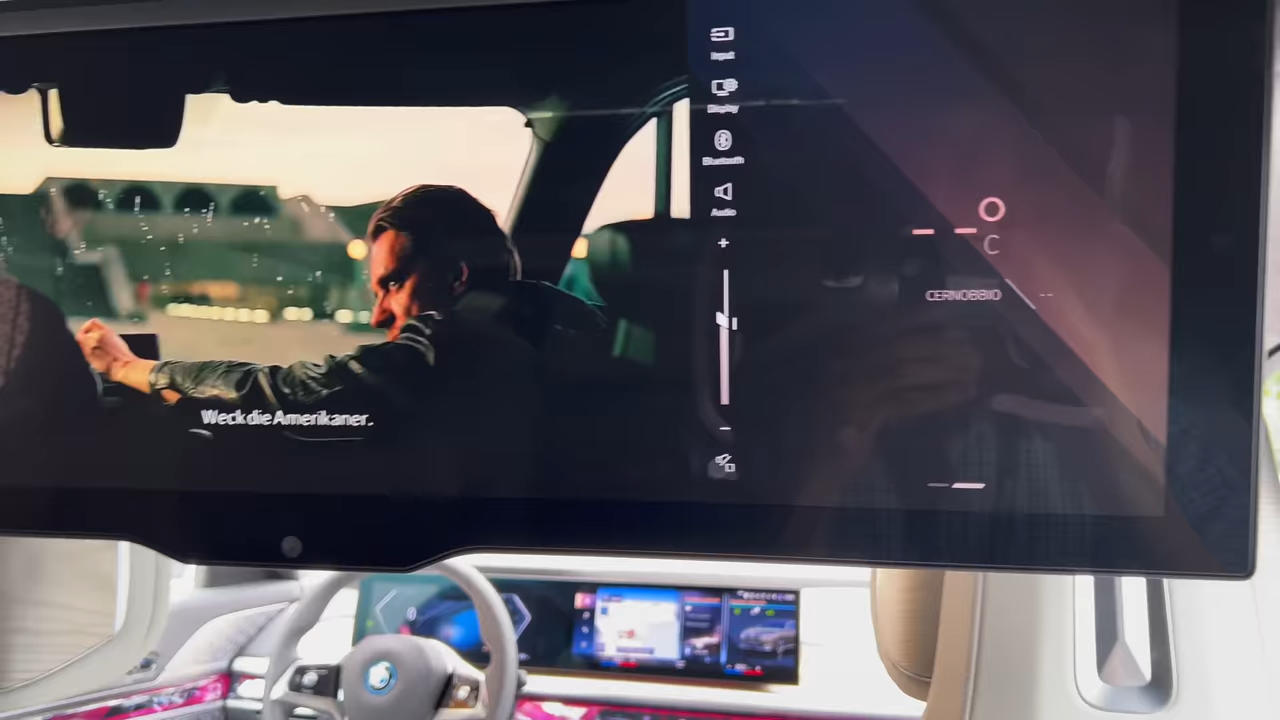 Input
Display
Bluetooth
Audio
+
O
-- C
CERNOBBIO --
Weck die Amerikaner.